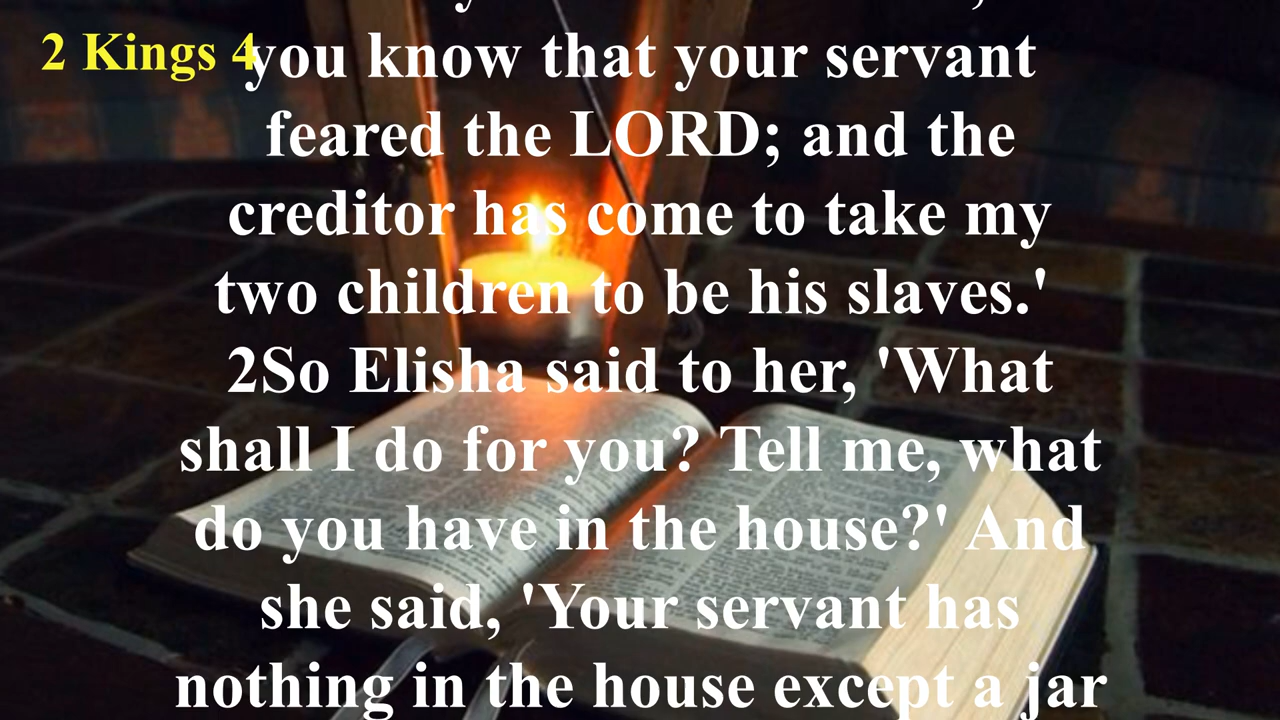 2 Kings 4
you know that your servant
feared the LORD; and the
creditor has come to take my
two children to be his slaves.'
2So Elisha said to her, 'What
shall I do for you? Tell me, what
do you have in the house?' And
she said, 'Your servant has
nothing in the house except a jar